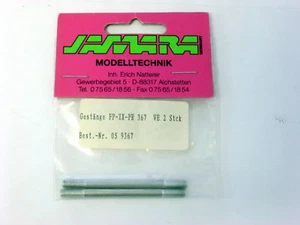 JAMARA
MODELLTECHNIK
Inh. Erich Natterer
Gewerbegebiet 5 - D-88317 Aichstetten
Tel. 0 75 65/18 56 - Fax 0 75 65/18 54
Gestänge FP-IX-PR 367 VE 2 Stck
Best.-Nr. 05 9367